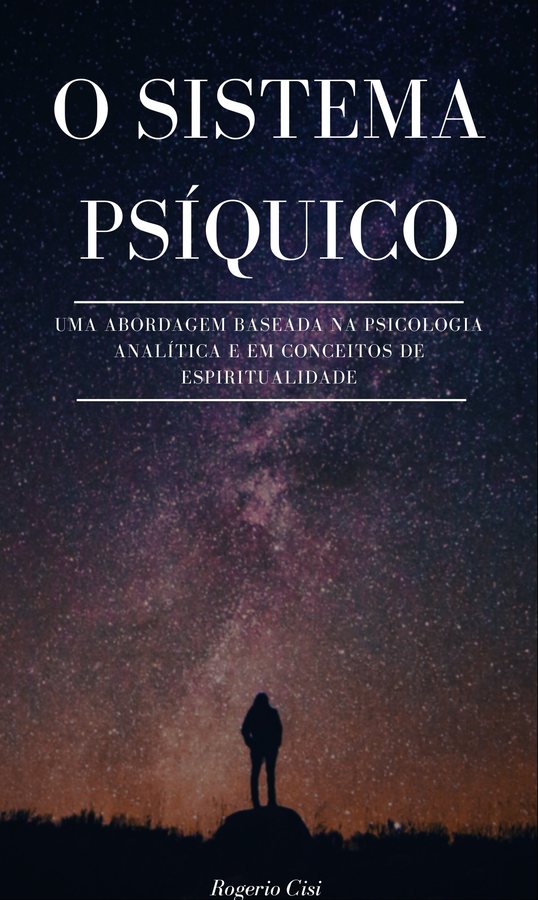 O SISTEMA
PSÍQUICO
UMA ABORDAGEM BASEADA NA PSICOLOGIA
ANALÍTICA E EM CONCEITOS DE
ESPIRITUALIDADE
Rogerio Cisi